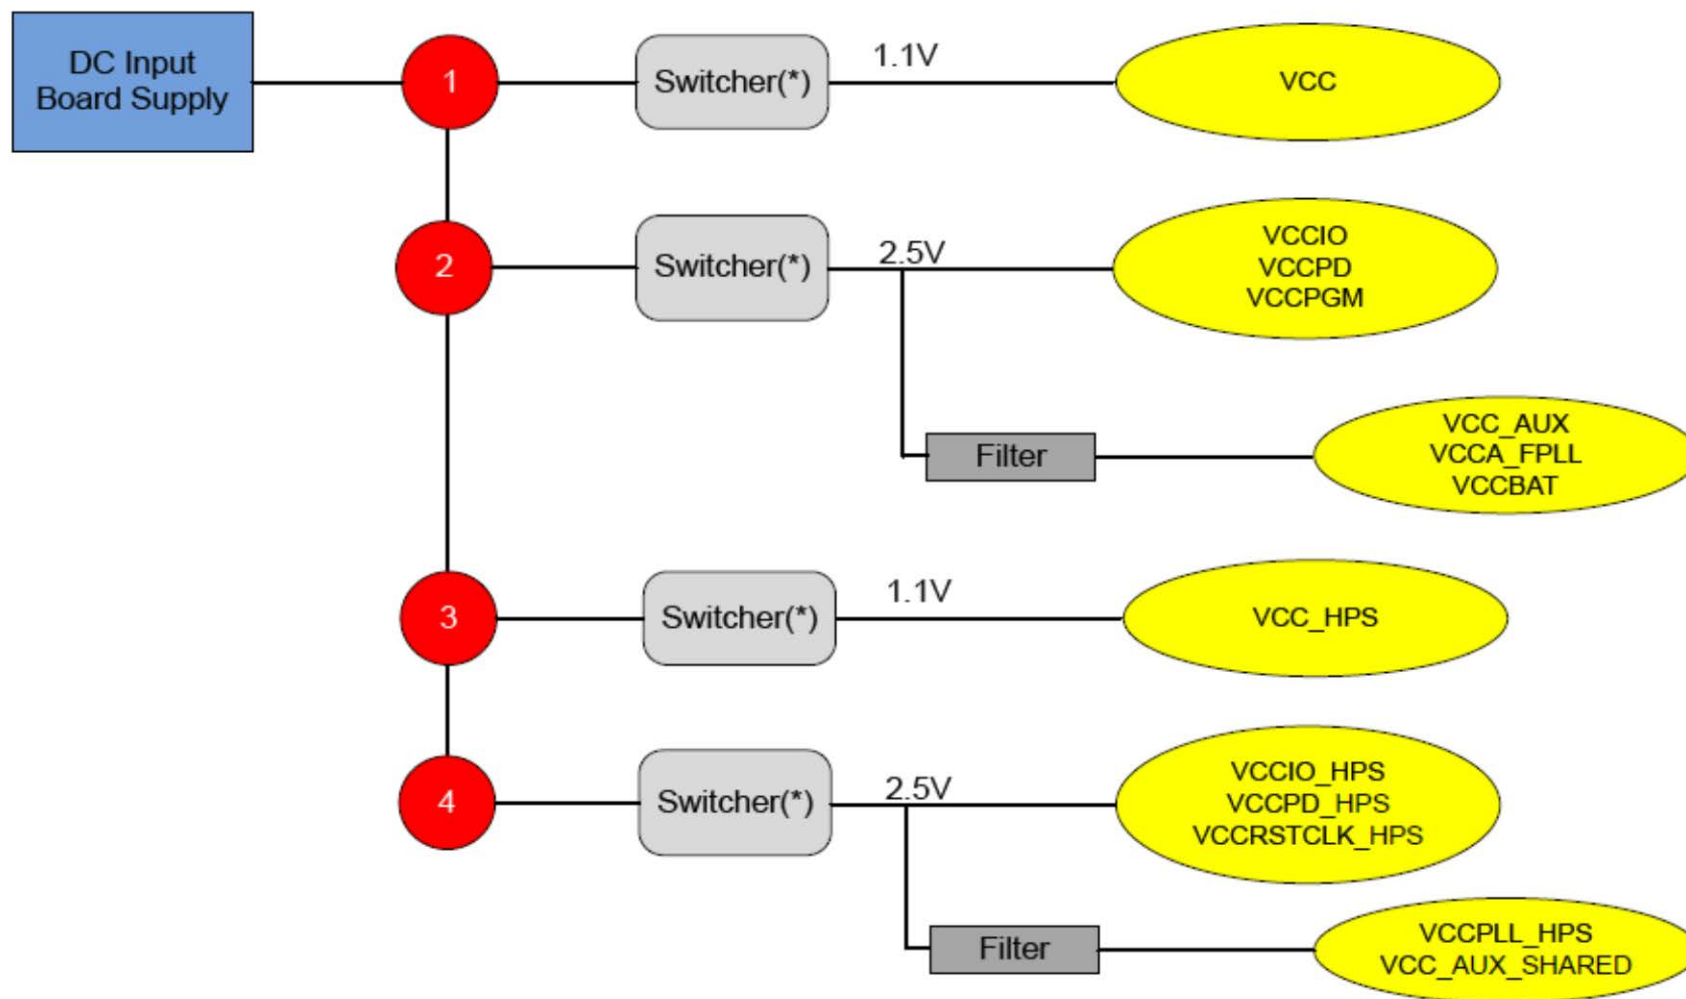 DC Input
Board Supply
1
Switcher(*)
1.1V
VCC
2
Switcher(*)
2.5V
VCCIO
VCCPD
VCCPGM
Filter
VCC_AUX
VCCA_FPLL
VCCBAT
3
Switcher(*)
1.1V
VCC_HPS
4
Switcher(*)
2.5V
VCCIO_HPS
VCCPD_HPS
VCCRSTCLK_HPS
Filter
VCCPLL_HPS
VCC_AUX_SHARED